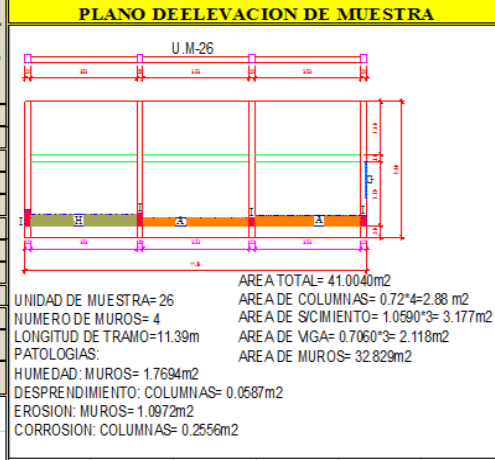 PLANO DEELEVACION DE MUESTRA
U.M-26
I
H
I
A
I
A
I
G
UNIDAD DE MUESTRA= 26
NUMERO DE MUROS= 4
LONGITUD DE TRAMO=11.39m
PATOLOGIAS:
HUMEDAD: MUROS= 1.7694m2
DESPRENDIMIENTO: COLUMNAS= 0.0587m2
EROSION: MUROS= 1.0972m2
CORROSION: COLUMNAS= 0.2556m2
AREA TOTAL= 41.0040m2
AREA DE COLUMNAS= 0.72*4=2.88 m2
AREA DE S/CIMIENTO= 1.0590*3= 3.177m2
AREA DE VIGA= 0.7060*3= 2.118m2
AREA DE MUROS= 32.829m2